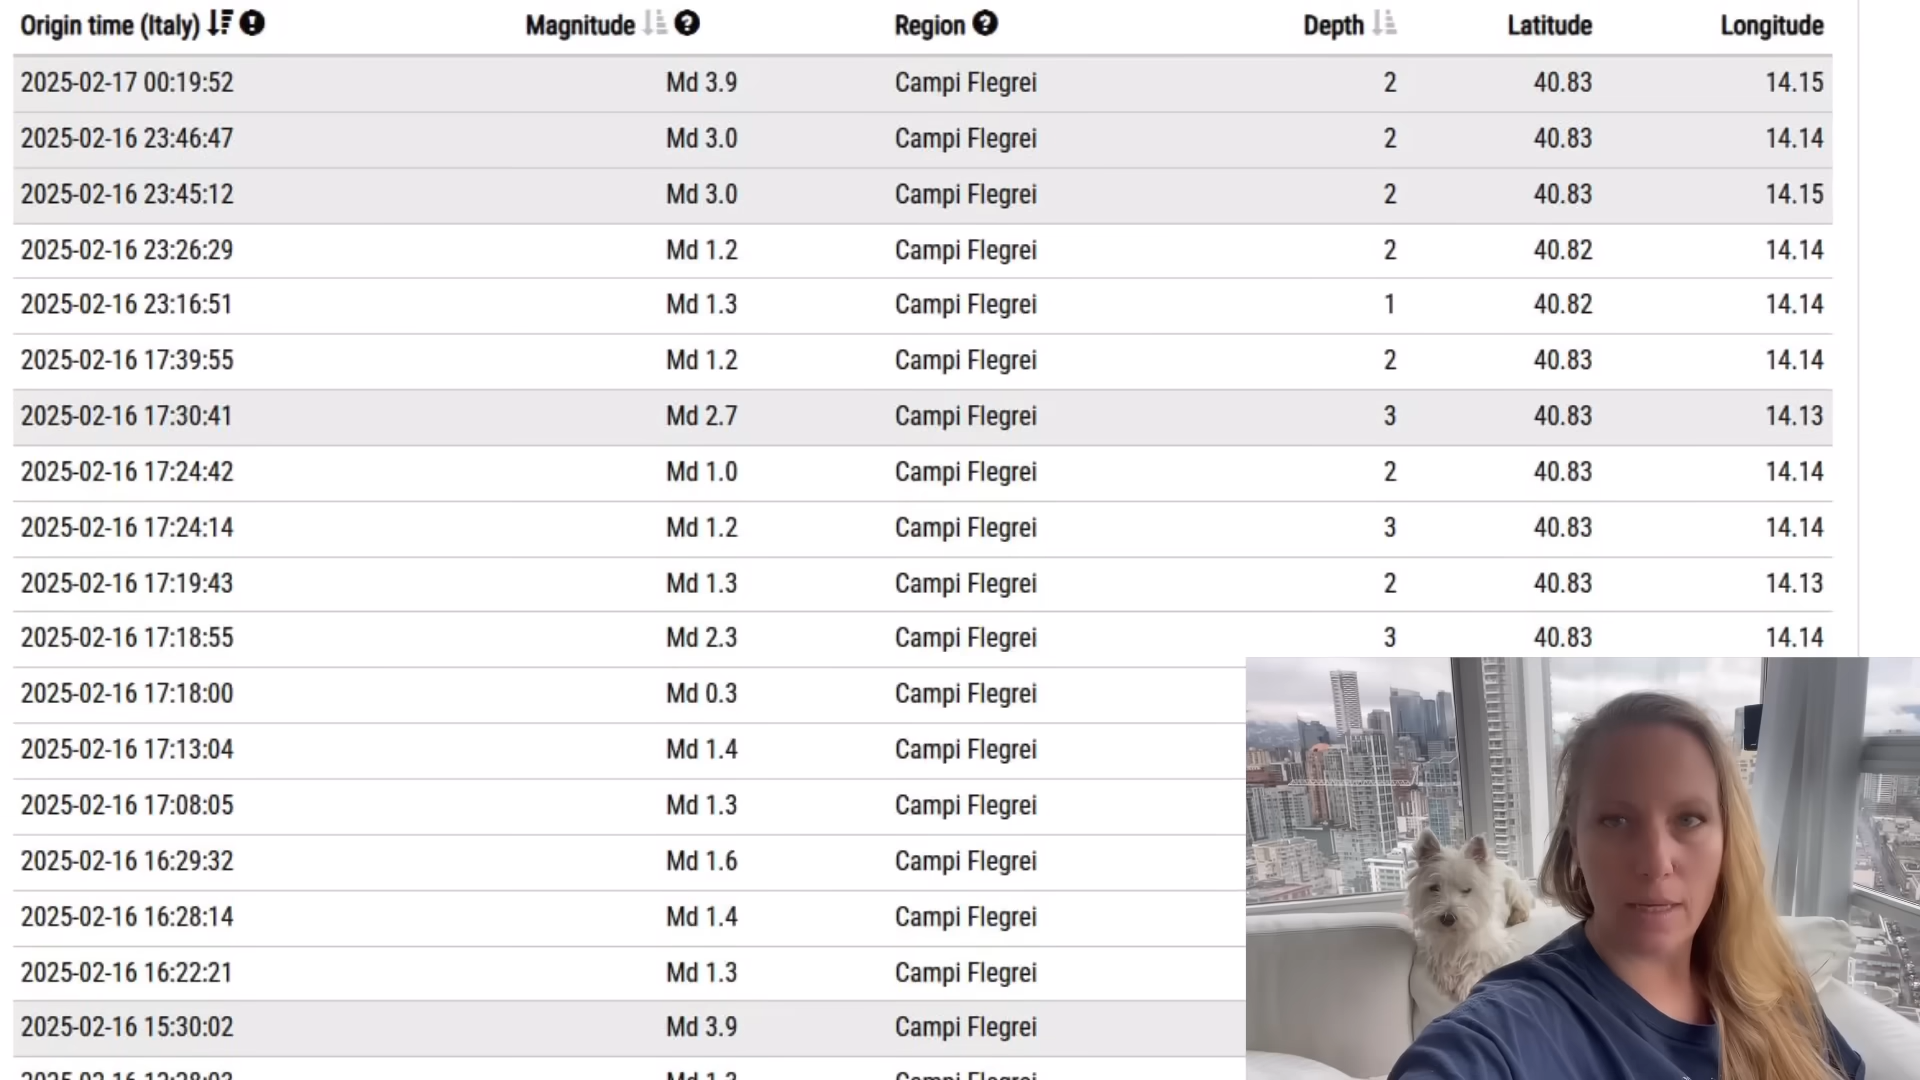 Origin time (Italy) Magnitude Region Depth Latitude Longitude
2025-02-17 00:19:52 Md 3.9 Campi Flegrei 2 40.83 14.15
2025-02-16 23:46:47 Md 3.0 Campi Flegrei 2 40.83 14.14
2025-02-16 23:45:12 Md 3.0 Campi Flegrei 2 40.83 14.15
2025-02-16 23:26:29 Md 1.2 Campi Flegrei 2 40.82 14.14
2025-02-16 23:16:51 Md 1.3 Campi Flegrei 1 40.82 14.14
2025-02-16 17:39:55 Md 1.2 Campi Flegrei 2 40.83 14.14
2025-02-16 17:30:41 Md 2.7 Campi Flegrei 3 40.83 14.13
2025-02-16 17:24:42 Md 1.0 Campi Flegrei 2 40.83 14.14
2025-02-16 17:24:14 Md 1.2 Campi Flegrei 3 40.83 14.14
2025-02-16 17:19:43 Md 1.3 Campi Flegrei 2 40.83 14.13
2025-02-16 17:18:55 Md 2.3 Campi Flegrei 3 40.83 14.14
2025-02-16 17:18:00 Md 0.3 Campi Flegrei
2025-02-16 17:13:04 Md 1.4 Campi Flegrei
2025-02-16 17:08:05 Md 1.3 Campi Flegrei
2025-02-16 16:29:32 Md 1.6 Campi Flegrei
2025-02-16 16:28:14 Md 1.4 Campi Flegrei
2025-02-16 16:22:21 Md 1.3 Campi Flegrei
2025-02-16 15:30:02 Md 3.9 Campi Flegrei